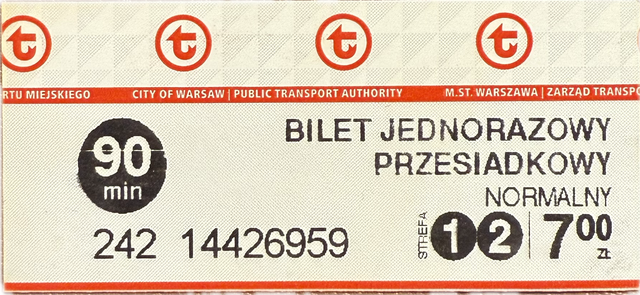 t t t t
RTU MIEJSKIEGO CITY OF WARSAW | PUBLIC TRANSPORT AUTHORITY M.ST. WARSZAWA | ZARZĄD TRANSPO
BILET JEDNORAZOWY
PRZESIADKOWY
90
min
NORMALNY
242 14426959
STREFA 1 2 7 00 ZŁ